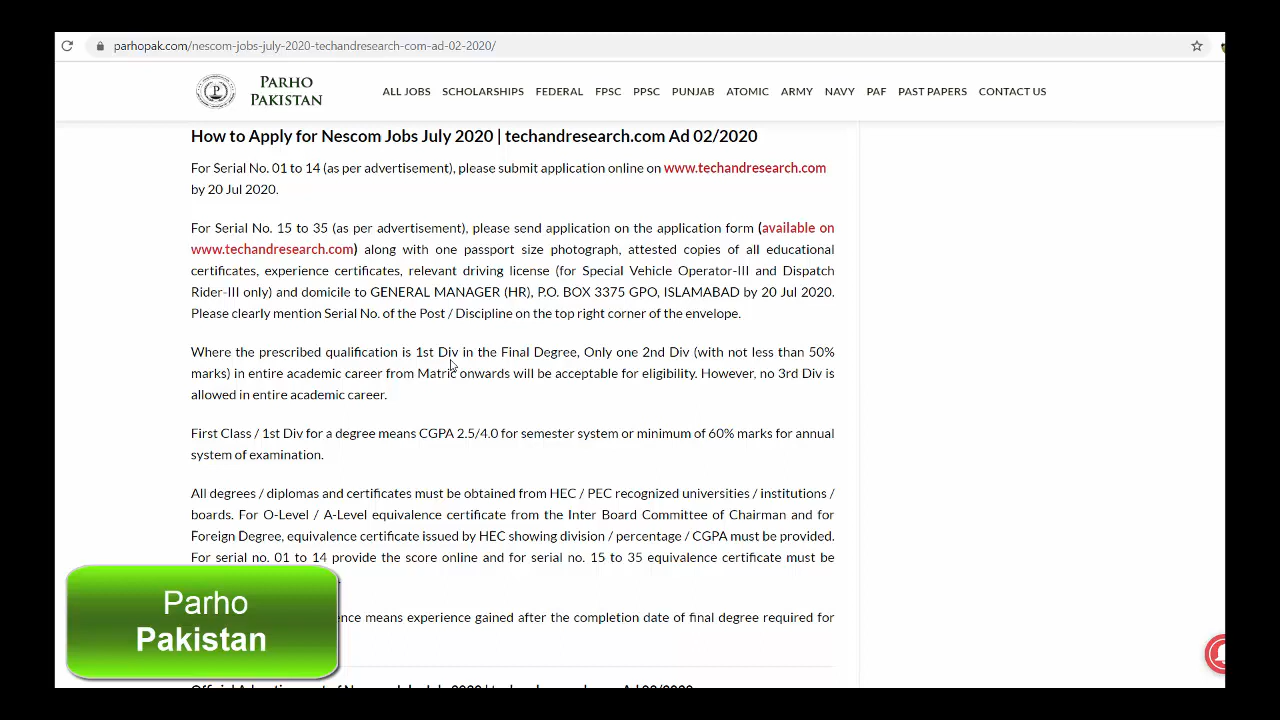 parhopak.com/nescom-jobs-july-2020-techandresearch-com-ad-02-2020/
PARHO
PAKISTAN
ALL JOBS SCHOLARSHIPS FEDERAL FPSC PPSC PUNJAB ATOMIC ARMY NAVY PAF PAST PAPERS CONTACT US
How to Apply for Nescom Jobs July 2020 | techandresearch.com Ad 02/2020
For Serial No. 01 to 14 (as per advertisement), please submit application online on www.techandresearch.com
by 20 Jul 2020.
For Serial No. 15 to 35 (as per advertisement), please send application on the application form (available on
www.techandresearch.com) along with one passport size photograph, attested copies of all educational
certificates, experience certificates, relevant driving license (for Special Vehicle Operator-III and Dispatch
Rider-III only) and domicile to GENERAL MANAGER (HR), P.O. BOX 3375 GPO, ISLAMABAD by 20 Jul 2020.
Please clearly mention Serial No. of the Post / Discipline on the top right corner of the envelope.
Where the prescribed qualification is 1st Div in the Final Degree, Only one 2nd Div (with not less than 50%
marks) in entire academic career from Matric onwards will be acceptable for eligibility. However, no 3rd Div is
allowed in entire academic career.
First Class / 1st Div for a degree means CGPA 2.5/4.0 for semester system or minimum of 60% marks for annual
system of examination.
All degrees / diplomas and certificates must be obtained from HEC / PEC recognized universities / institutions /
boards. For O-Level / A-Level equivalence certificate from the Inter Board Committee of Chairman and for
Foreign Degree, equivalence certificate issued by HEC showing division / percentage / CGPA must be provided.
For serial no. 01 to 14 provide the score online and for serial no. 15 to 35 equivalence certificate must be
means experience gained after the completion date of final degree required for
Parho
Pakistan